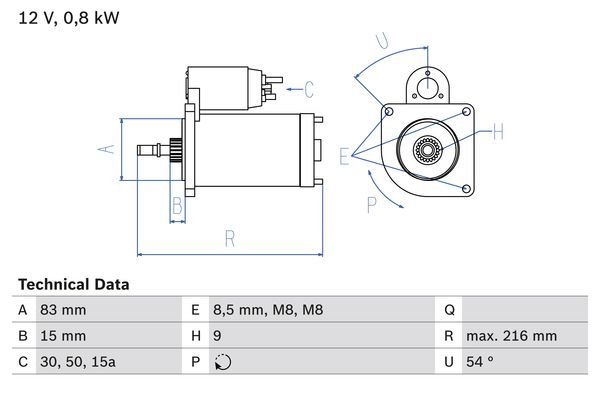 12 V, 0,8 kW
U
C
A
E
H
B
P
R
Technical Data
A 83 mm E 8,5 mm, M8, M8 Q
B 15 mm H 9 R max. 216 mm
C 30, 50, 15a P U 54 °